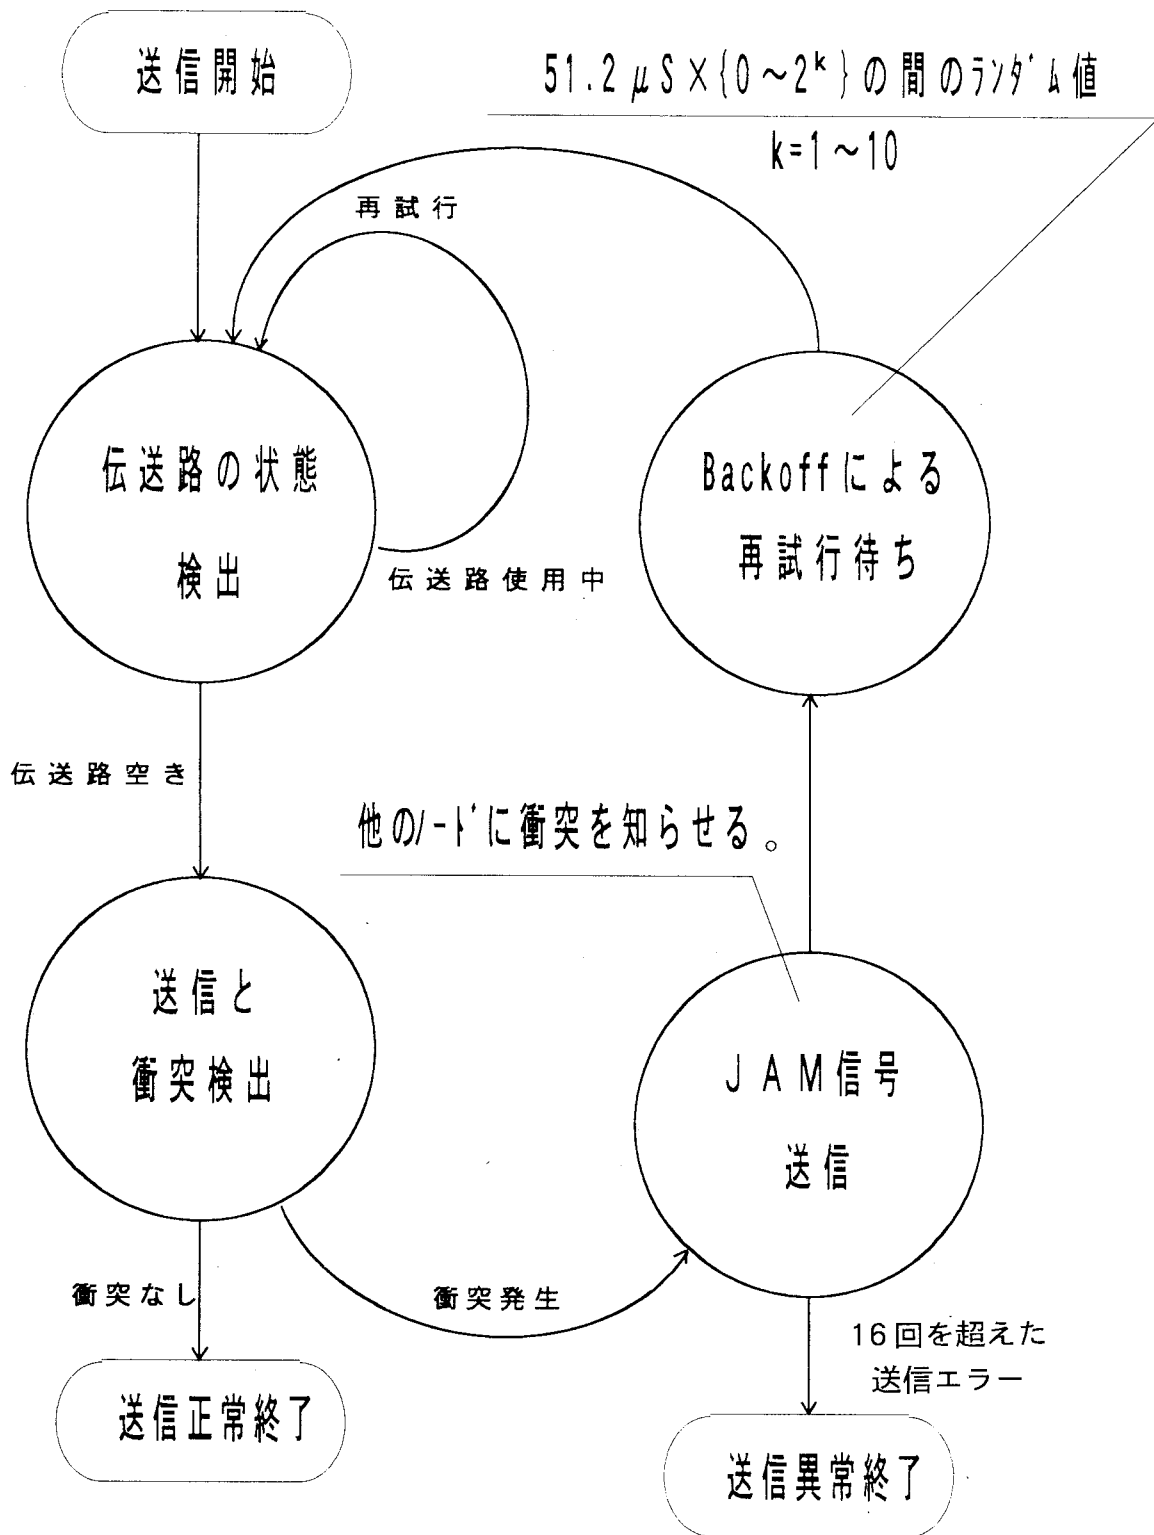 送信開始
51.2μS×{0～2ᵏ}の間のﾗﾝﾀﾞﾑ値
k=1～10
再試行
伝送路の状態
検出
Backoffによる
再試行待ち
伝送路使用中
伝送路空き
他のﾉｰﾄﾞに衝突を知らせる。
送信と
衝突検出
JAM信号
送信
衝突なし
衝突発生
16回を超えた
送信エラー
送信正常終了
送信異常終了